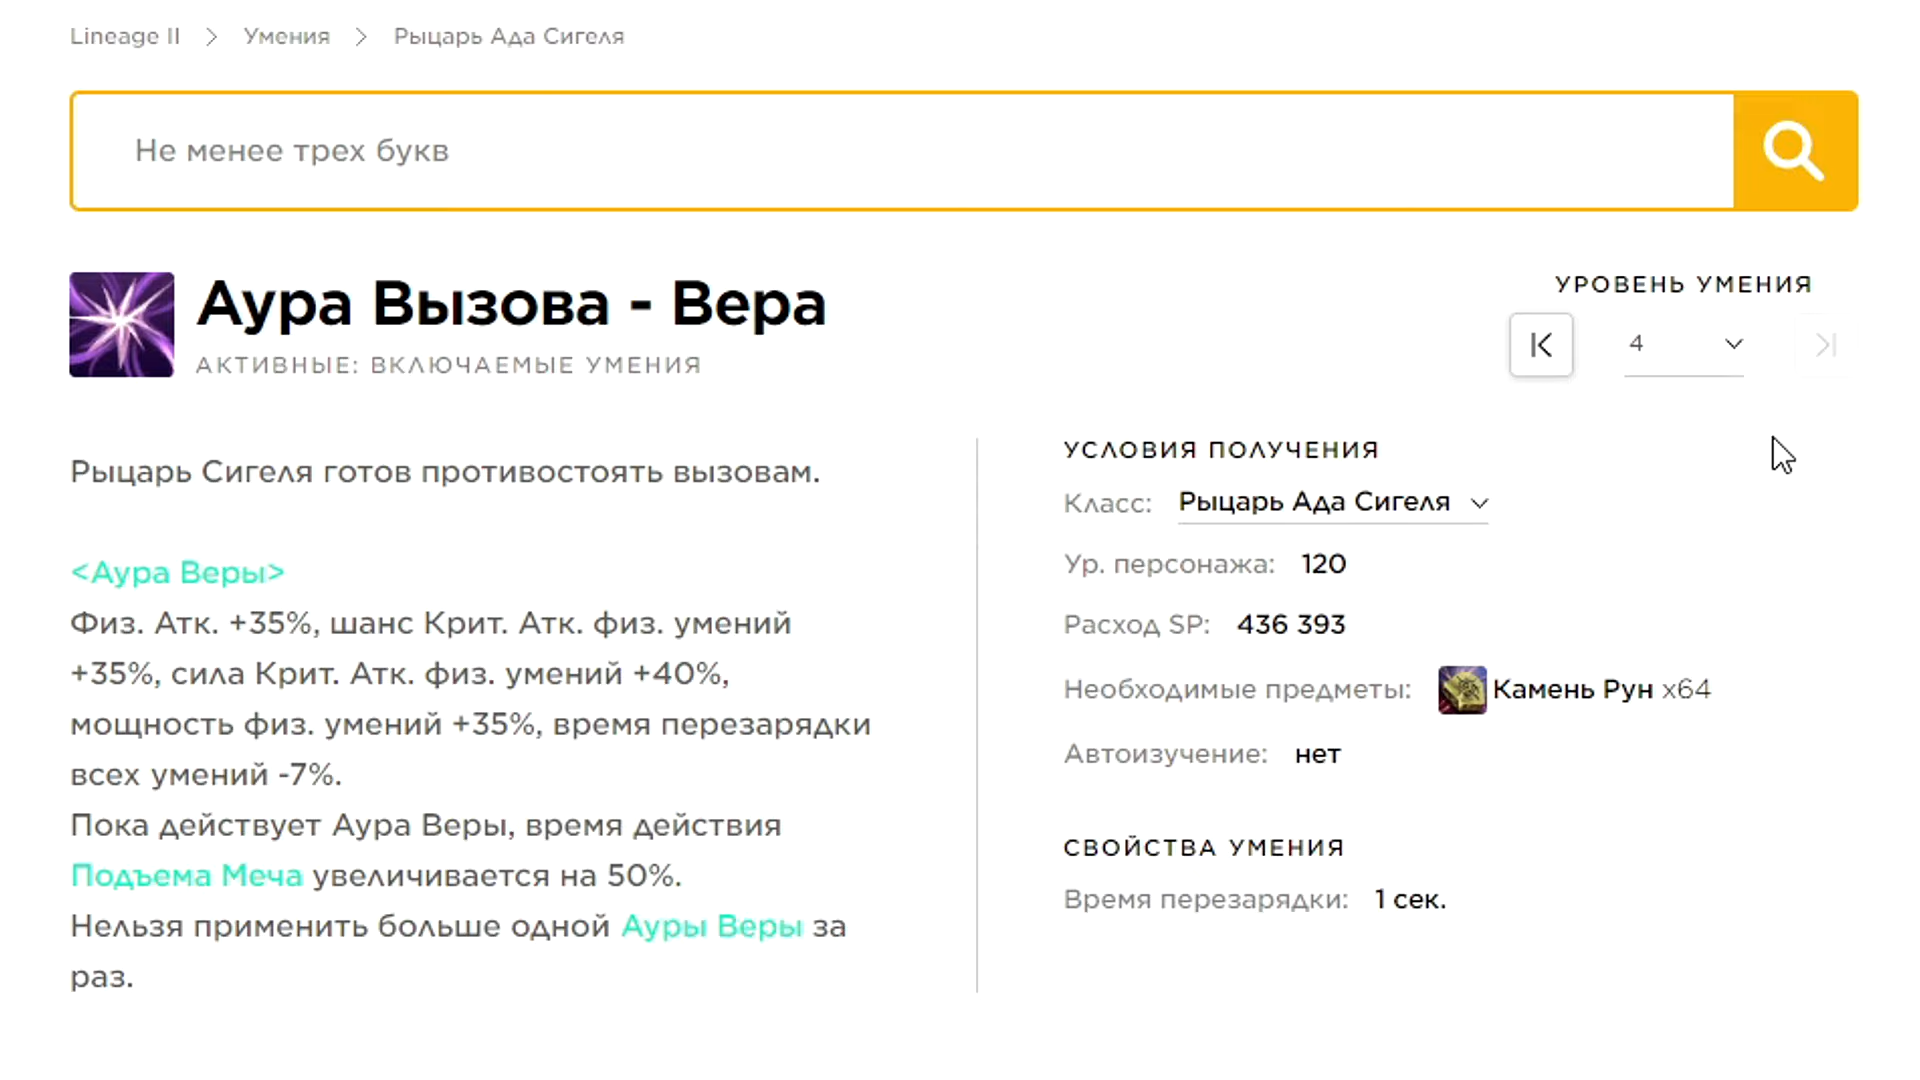 Lineage II > Умения > Рыцарь Ада Сигеля
Не менее трех букв
Аура Вызова - Вера
АКТИВНЫЕ: ВКЛЮЧАЕМЫЕ УМЕНИЯ
УРОВЕНЬ УМЕНИЯ
4
Рыцарь Сигеля готов противостоять вызовам.
<Аура Веры>
Физ. Атк. +35%, шанс Крит. Атк. физ. умений
+35%, сила Крит. Атк. физ. умений +40%,
мощность физ. умений +35%, время перезарядки
всех умений -7%.
Пока действует Аура Веры, время действия
Подъема Меча увеличивается на 50%.
Нельзя применить больше одной Ауры Веры за
раз.
УСЛОВИЯ ПОЛУЧЕНИЯ
Класс: Рыцарь Ада Сигеля
Ур. персонажа: 120
Расход SP: 436 393
Необходимые предметы: Камень Рун x64
Автоизучение: нет
СВОЙСТВА УМЕНИЯ
Время перезарядки: 1 сек.